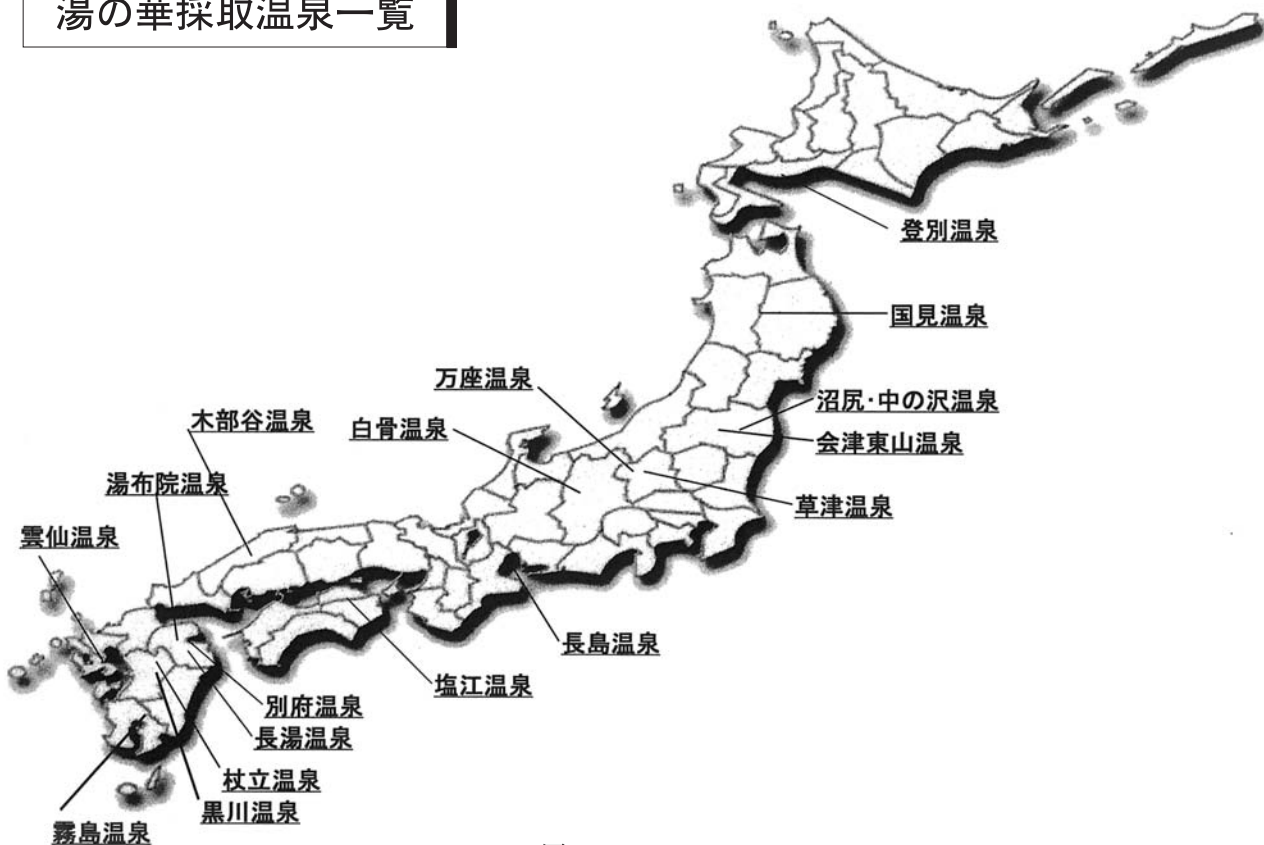 湯の華採取温泉一覧
登別温泉
国見温泉
万座温泉
沼尻・中の沢温泉
木部谷温泉
白骨温泉
会津東山温泉
湯布院温泉
草津温泉
雲仙温泉
長島温泉
塩江温泉
別府温泉
長湯温泉
杖立温泉
黒川温泉
霧島温泉